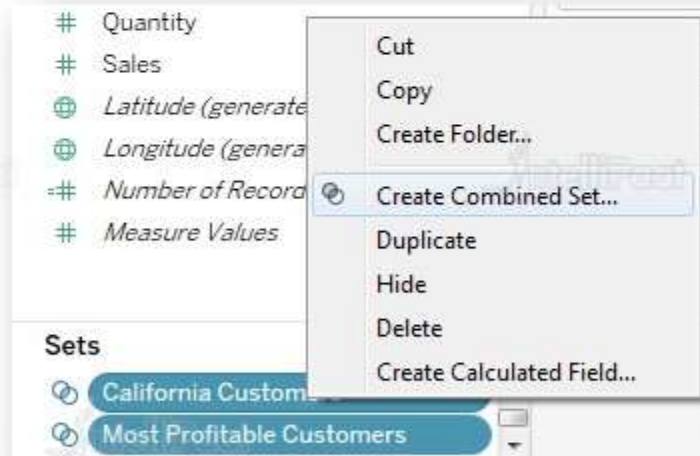 Quantity
Sales
Latitude (generate
Longitude (genera
Number of Record
Measure Values
Sets
California Custom
Most Profitable Customers
Cut
Copy
Create Folder...
Create Combined Set...
Duplicate
Hide
Delete
Create Calculated Field...